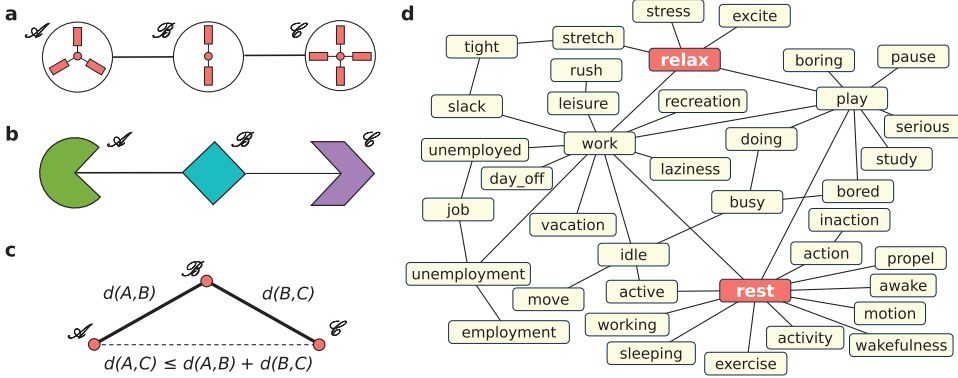 a
𝒜
ℬ
𝒞
b
𝒜
ℬ
𝒞
c
ℬ
d(A,B)
d(B,C)
𝒜
𝒞
d(A,C) ≤ d(A,B) + d(B,C)
d
stress
excite
tight
stretch
relax
boring
pause
rush
slack
leisure
recreation
play
serious
unemployed
work
doing
study
day_off
laziness
job
busy
bored
vacation
inaction
idle
action
propel
unemployment
move
active
rest
awake
employment
working
motion
sleeping
activity
wakefulness
exercise